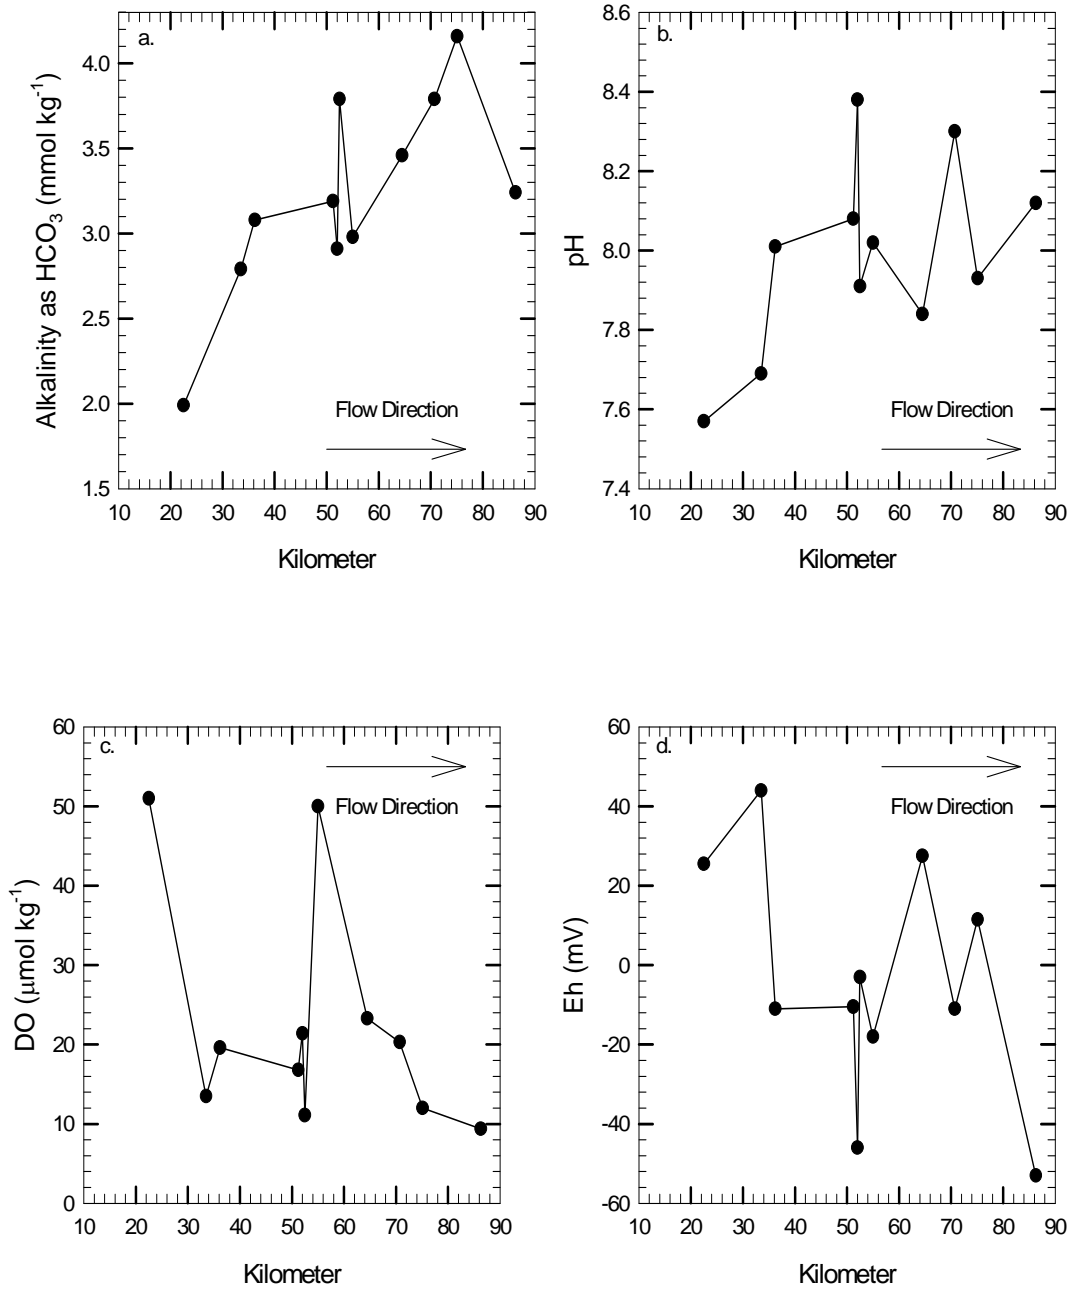 a.
4.0
3.5
3.0
2.5
2.0
1.5
Alkalinity as HCO₃ (mmol kg⁻¹)
Flow Direction
10 20 30 40 50 60 70 80 90
Kilometer
b.
8.6
8.4
8.2
8.0
7.8
7.6
7.4
pH
Flow Direction
10 20 30 40 50 60 70 80 90
Kilometer
c.
60
50
40
30
20
10
0
DO (μmol kg⁻¹)
Flow Direction
10 20 30 40 50 60 70 80 90
Kilometer
d.
60
40
20
0
-20
-40
-60
Eh (mV)
Flow Direction
10 20 30 40 50 60 70 80 90
Kilometer